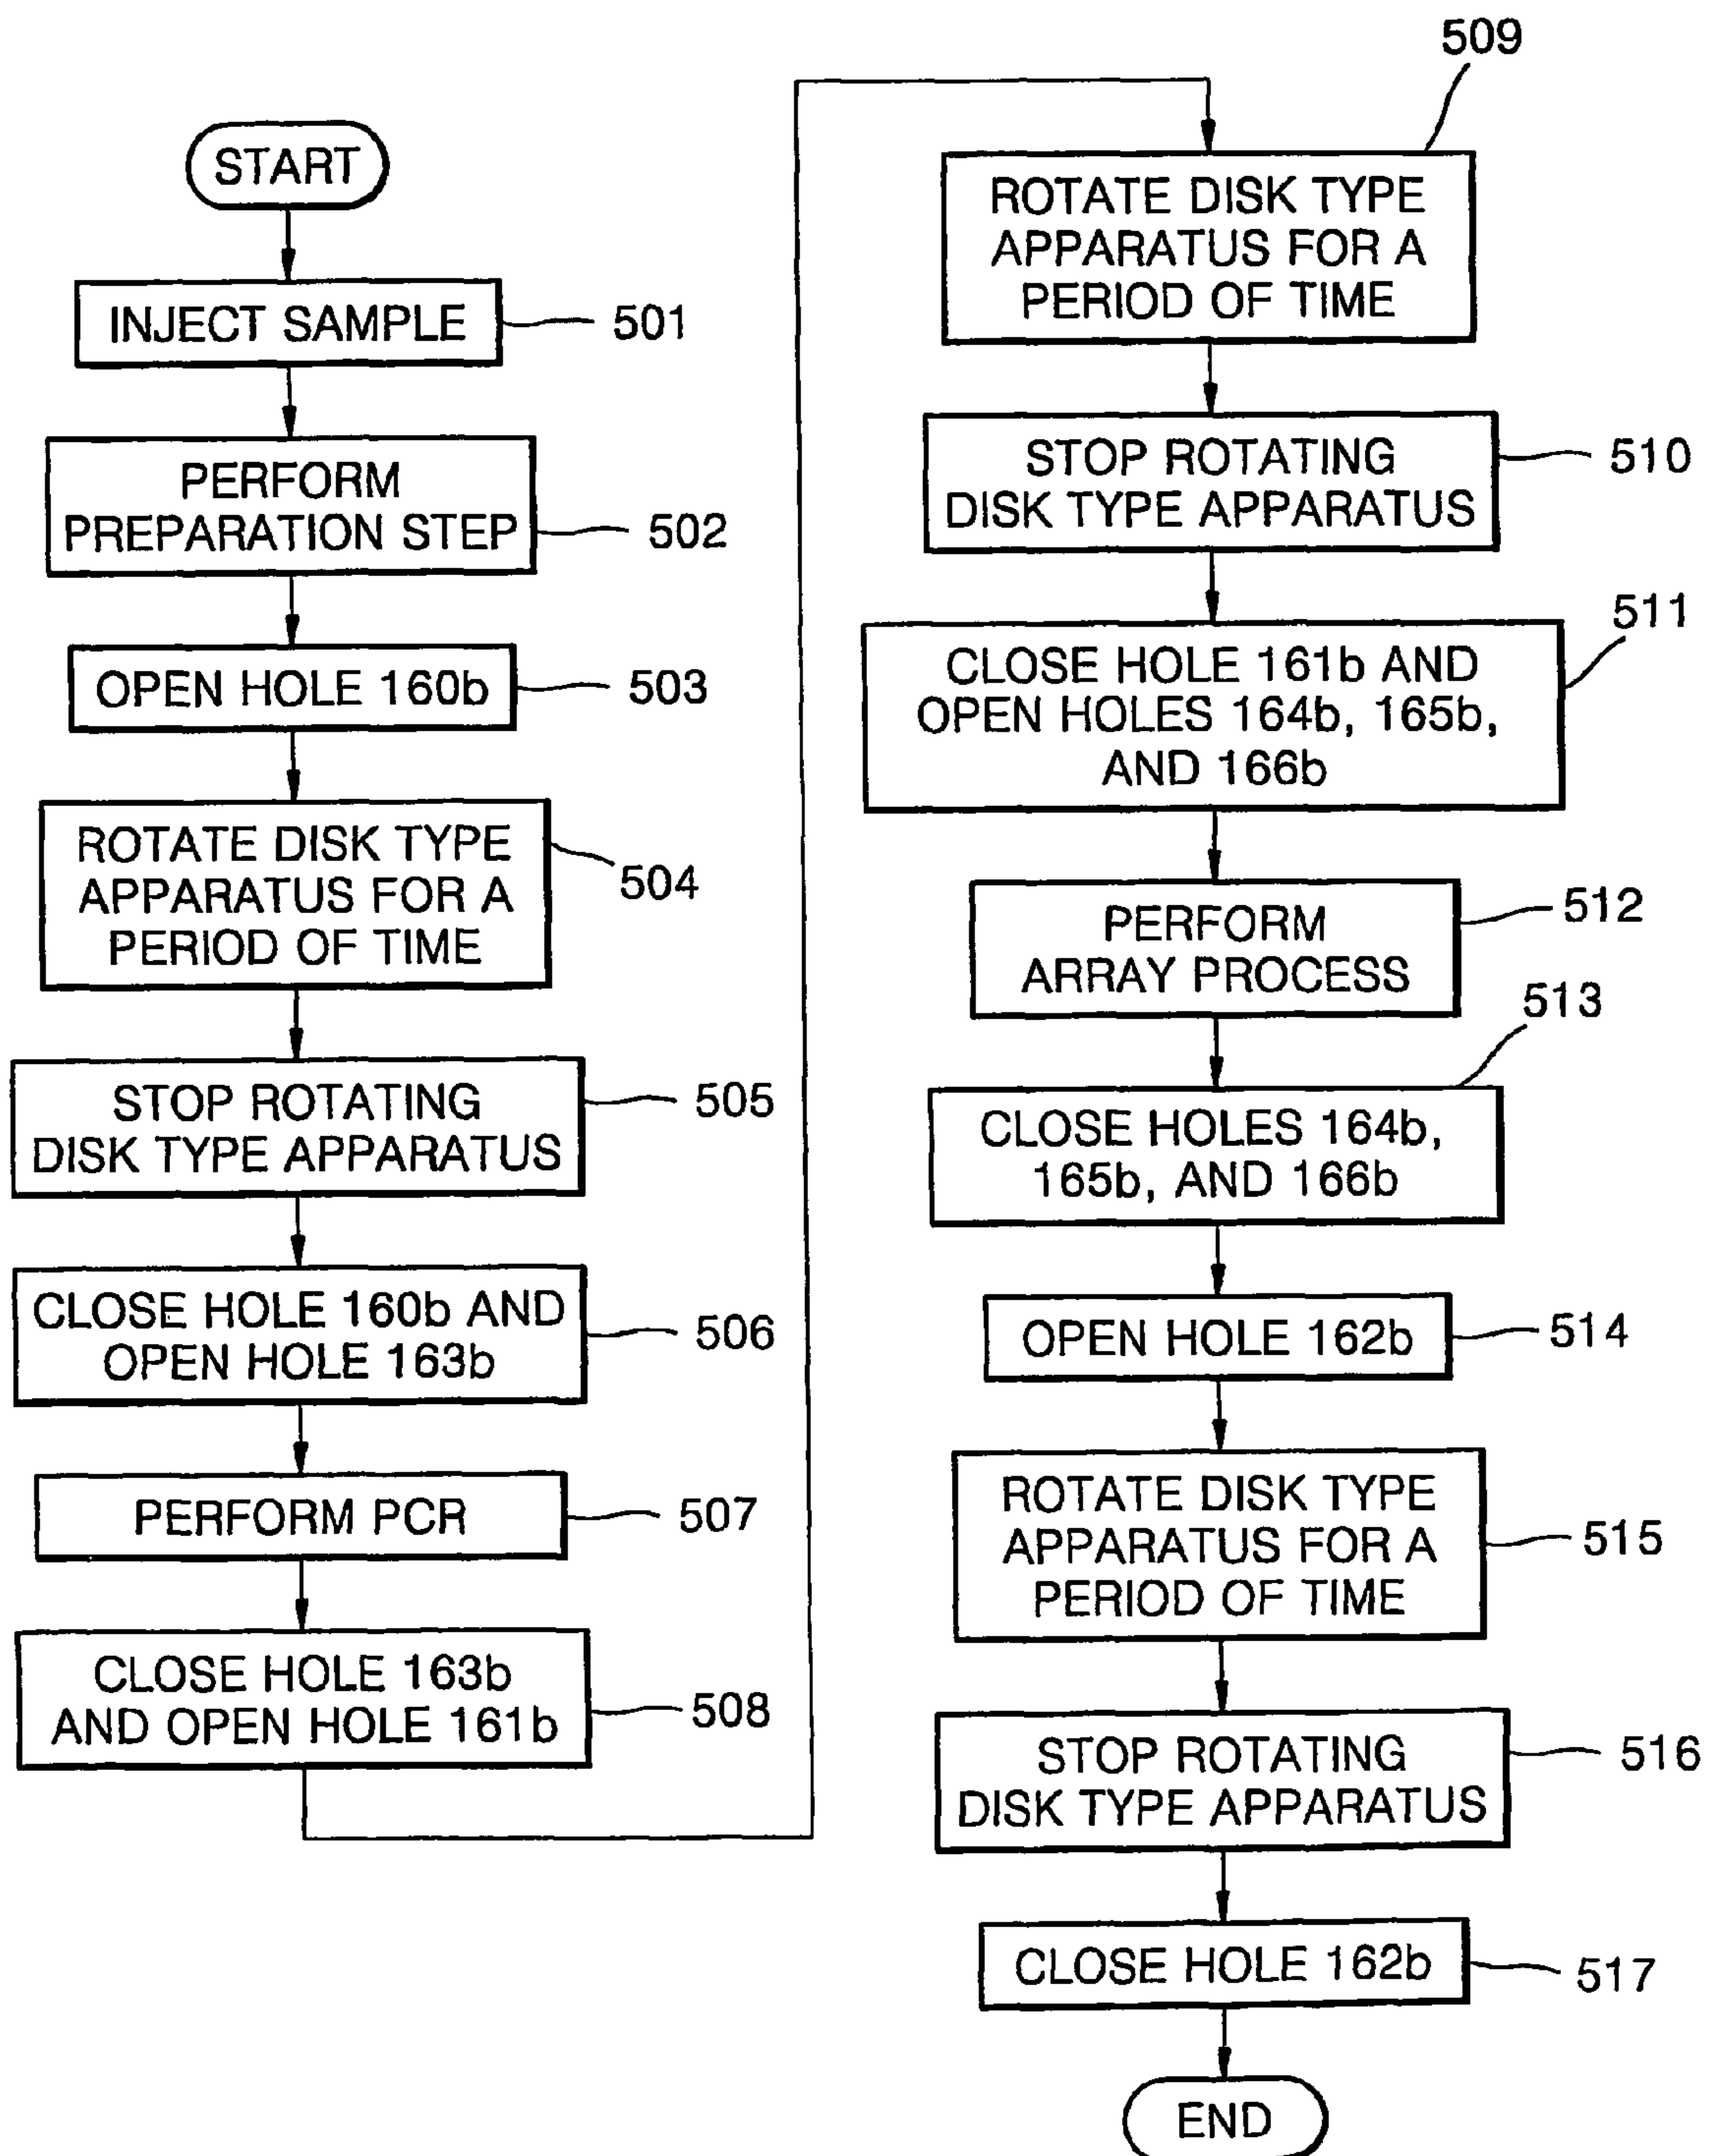 START
INJECT SAMPLE
501
PERFORM
PREPARATION STEP
502
OPEN HOLE 160b
503
ROTATE DISK TYPE
APPARATUS FOR A
PERIOD OF TIME
504
STOP ROTATING
DISK TYPE APPARATUS
505
CLOSE HOLE 160b AND
OPEN HOLE 163b
506
PERFORM PCR
507
CLOSE HOLE 163b
AND OPEN HOLE 161b
508
509
ROTATE DISK TYPE
APPARATUS FOR A
PERIOD OF TIME
STOP ROTATING
DISK TYPE APPARATUS
510
511
CLOSE HOLE 161b AND
OPEN HOLES 164b, 165b,
AND 166b
PERFORM
ARRAY PROCESS
512
513
CLOSE HOLES 164b,
165b, AND 166b
OPEN HOLE 162b
514
ROTATE DISK TYPE
APPARATUS FOR A
PERIOD OF TIME
515
STOP ROTATING
DISK TYPE APPARATUS
516
CLOSE HOLE 162b
517
END